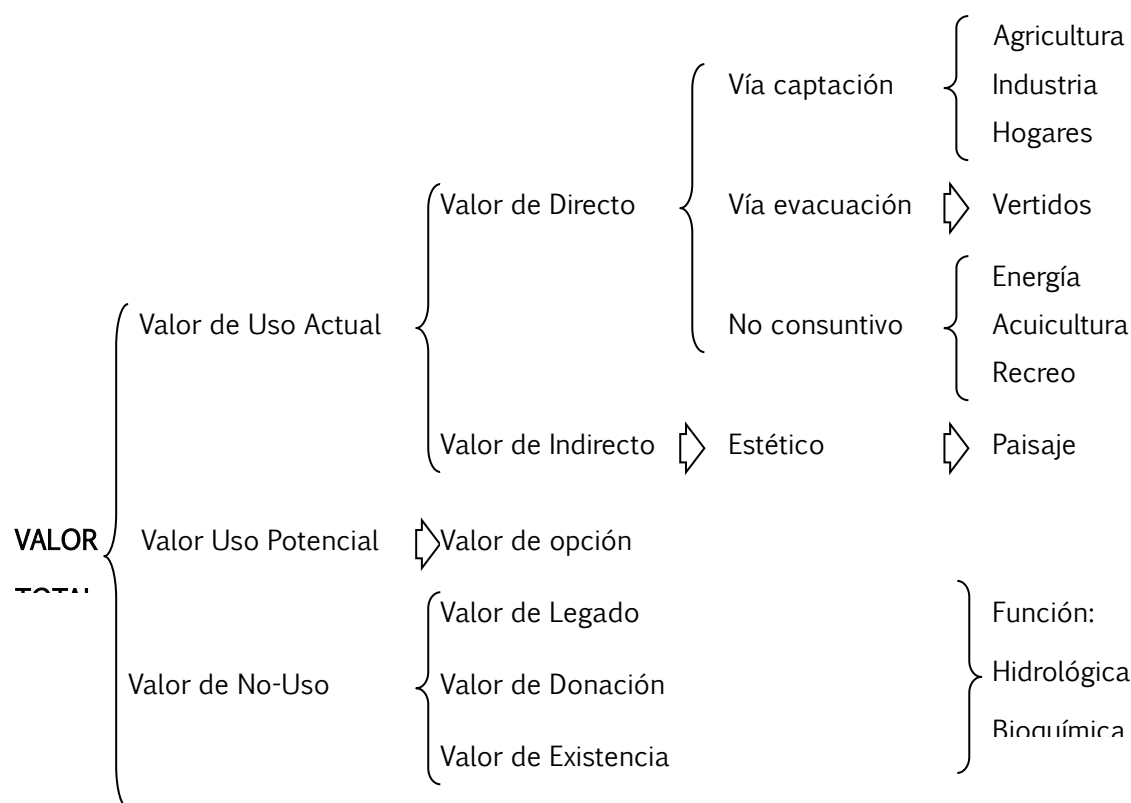 Agricultura
Vía captación
Industria
Hogares
Valor de Directo
Vía evacuación
Vertidos
Energía
Valor de Uso Actual
No consuntivo
Acuicultura
Recreo
Valor de Indirecto
Estético
Paisaje
VALOR
TOTAL
Valor Uso Potencial
Valor de opción
Valor de Legado
Función:
Valor de No-Uso
Valor de Donación
Hidrológica
Bioquímica
Valor de Existencia